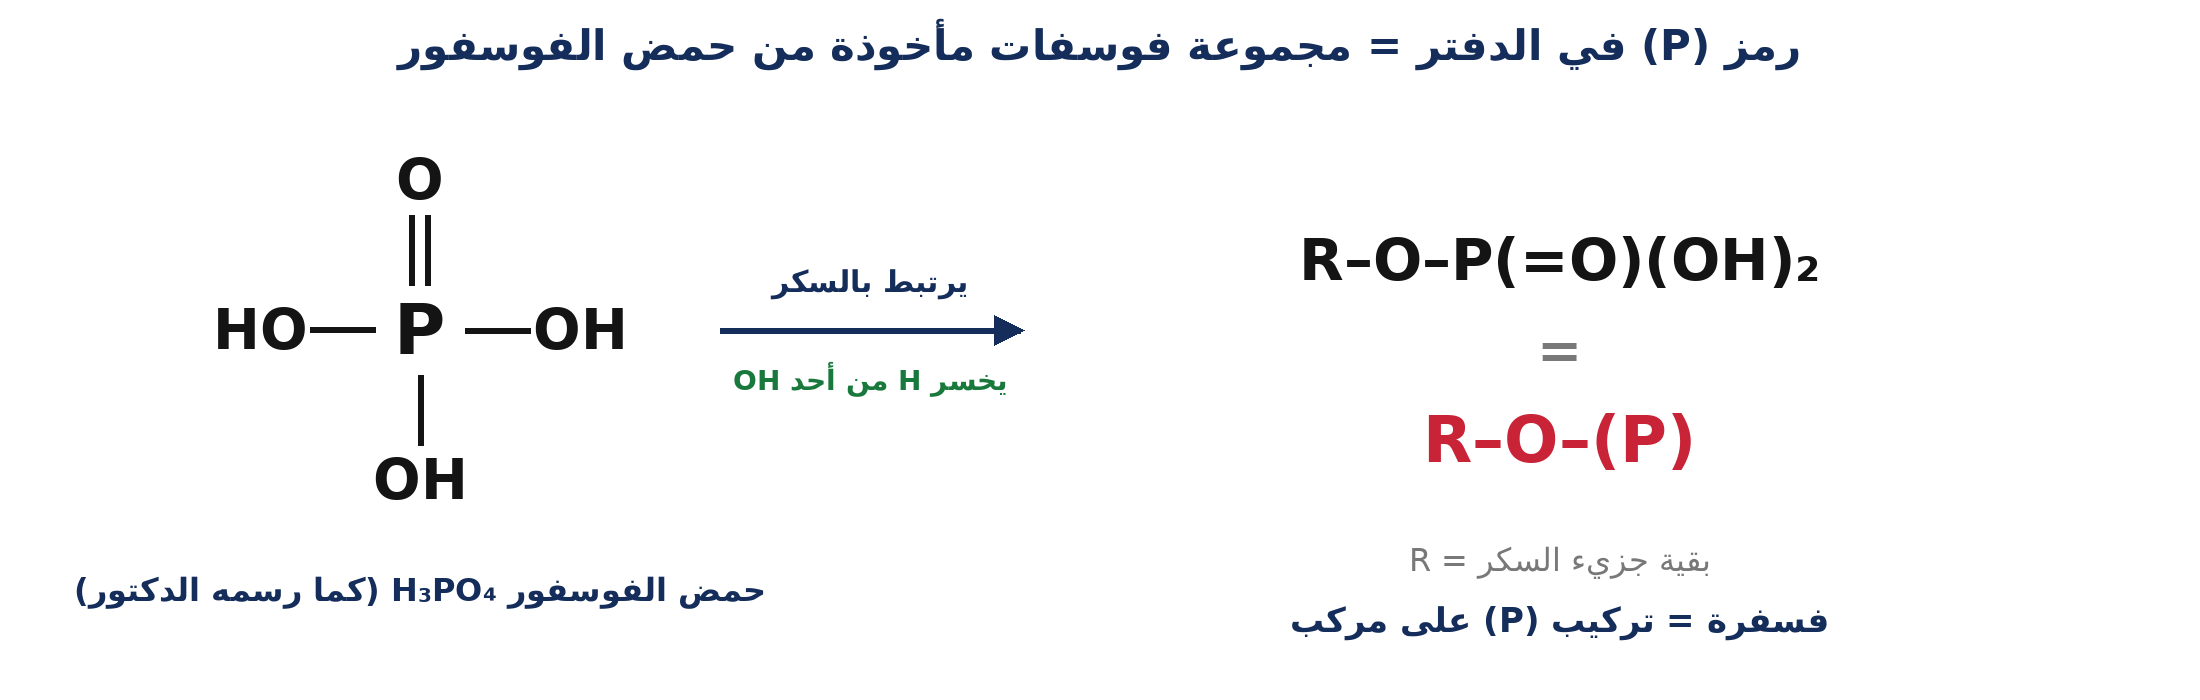 رمز (P) في الدفتر = مجموعة فوسفات مأخوذة من حمض الفوسفور
O
HO P OH
OH
حمض الفوسفور H₃PO₄ (كما رسمه الدكتور)
يرتبط بالسكر
يخسر H من أحد OH
R–O–P(=O)(OH)₂
=
R–O–(P)
R = بقية جزيء السكر
فسفرة = تركيب (P) على مركب